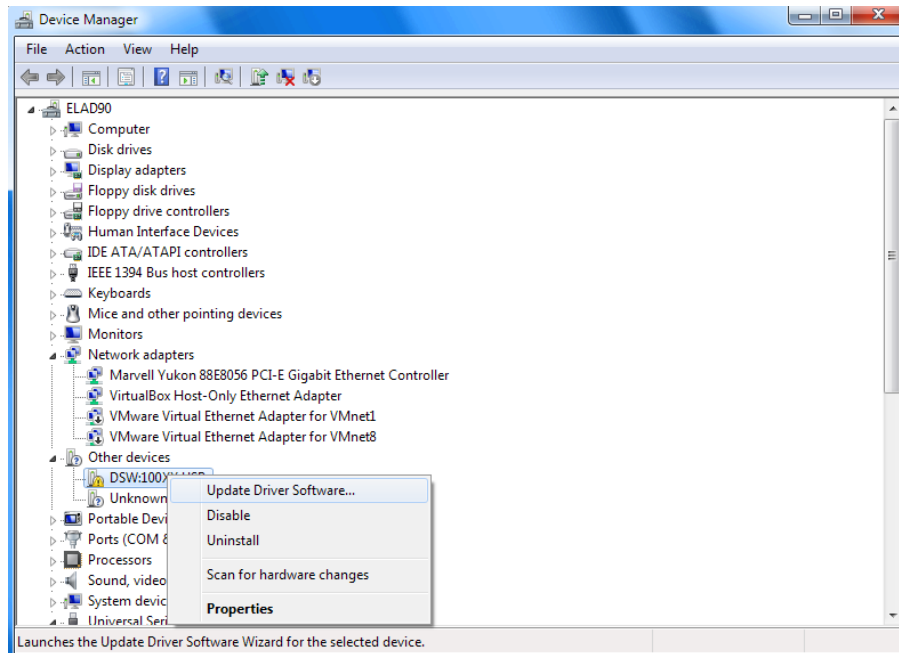 Device Manager
File Action View Help
ELAD90
Computer
Disk drives
Display adapters
Floppy disk drives
Floppy drive controllers
Human Interface Devices
IDE ATA/ATAPI controllers
IEEE 1394 Bus host controllers
Keyboards
Mice and other pointing devices
Monitors
Network adapters
Marvell Yukon 88E8056 PCI-E Gigabit Ethernet Controller
VirtualBox Host-Only Ethernet Adapter
VMware Virtual Ethernet Adapter for VMnet1
VMware Virtual Ethernet Adapter for VMnet8
Other devices
Unknown
Portable Devi
Ports (COM &
Processors
Sound, video
System devic
Universal Seri
Update Driver Software...
Disable
Uninstall
Scan for hardware changes
Properties
Launches the Update Driver Software Wizard for the selected device.